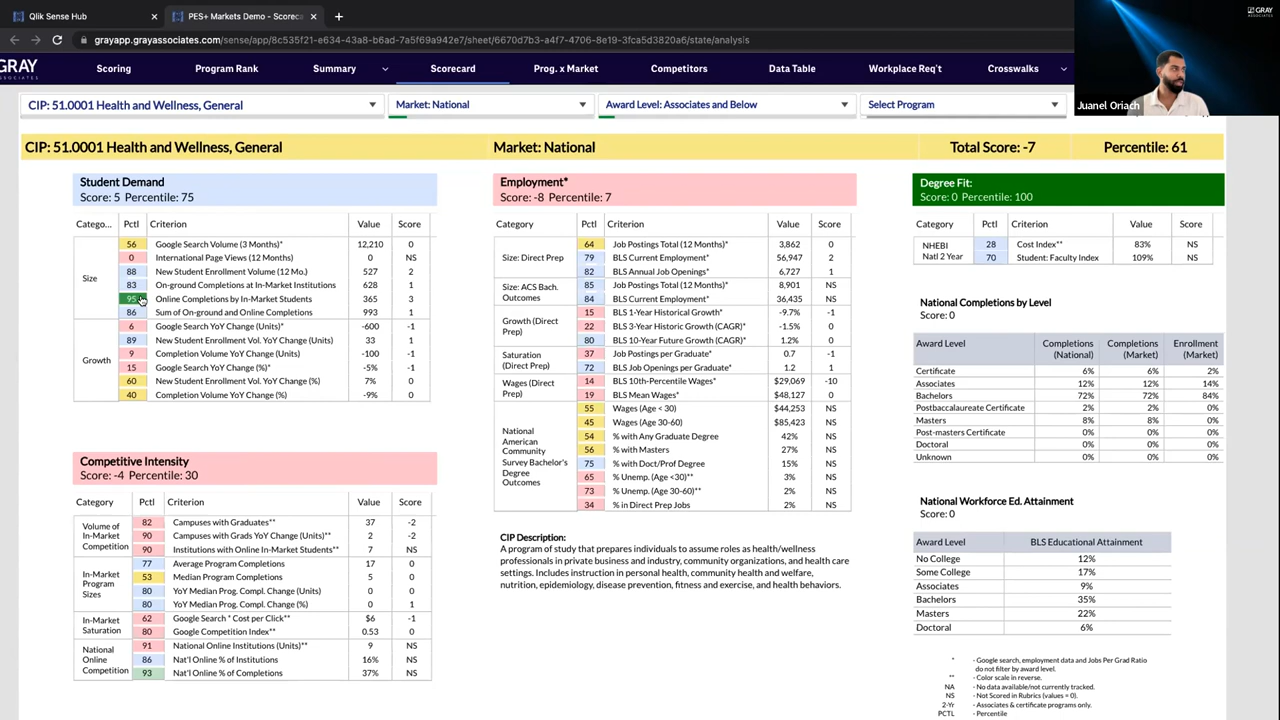 Qlik Sense Hub
PES+ Markets Demo - Scoreca
grayapp.grayassociates.com/sense/app/8c535f21-e634-43a8-b6ad-7a5f69a942e7/sheet/6670d7b3-a4f7-4706-8e19-3fca5d3820a6/state/analysis
GRAY
Juanel Oriach
GRAY
Scoring Program Rank Summary Scorecard Prog. x Market Competitors Data Table Workplace Req't Crosswalks
CIP: 51.0001 Health and Wellness, General
Market: National
Award Level: Associates and Below
Select Program
CIP: 51.0001 Health and Wellness, General Market: National Total Score: -7 Percentile: 61
Student Demand
Score: 5 Percentile: 75
Catego... Pctl Criterion Value Score
Size
56 Google Search Volume (3 Months)* 12,210 0
0 International Page Views (12 Months) 0 NS
88 New Student Enrollment Volume (12 Mo.) 527 2
83 On-ground Completions at In-Market Institutions 628 1
95 Online Completions by In-Market Students 365 3
86 Sum of On-ground and Online Completions 993 1
Growth
6 Google Search YoY Change (Units)* -600 -1
89 New Student Enrollment Vol. YoY Change (Units) 33 1
9 Completion Volume YoY Change (Units) -100 -1
15 Google Search YoY Change (%)* -5% -1
60 New Student Enrollment Vol. YoY Change (%) 7% 0
40 Completion Volume YoY Change (%) -9% 0
Competitive Intensity
Score: -4 Percentile: 30
Category Pctl Criterion Value Score
Volume of In-Market Competition
82 Campuses with Graduates** 37 -2
90 Campuses with Grads YoY Change (Units)** 2 -2
90 Institutions with Online In-Market Students** 7 NS
In-Market Program Sizes
77 Average Program Completions 17 0
53 Median Program Completions 5 0
80 YoY Median Prog. Compl. Change (Units) 0 0
80 YoY Median Prog. Compl. Change (%) 0 1
In-Market Saturation
62 Google Search * Cost per Click** $6 -1
80 Google Competition Index** 0.53 0
National Online Competition
91 National Online Institutions (Units)** 9 NS
86 Nat'l Online % of Institutions 16% NS
93 Nat'l Online % of Completions 37% NS
Employment*
Score: -8 Percentile: 7
Category Pctl Criterion Value Score
Size: Direct Prep
64 Job Postings Total (12 Months)* 3,862 0
79 BLS Current Employment* 56,947 2
82 BLS Annual Job Openings* 6,727 1
Size: ACS Bach. Outcomes
85 Job Postings Total (12 Months)* 8,901 NS
84 BLS Current Employment* 36,435 NS
Growth (Direct Prep)
15 BLS 1-Year Historical Growth* -9.7% -1
22 BLS 3-Year Historic Growth (CAGR)* -1.5% 0
80 BLS 10-Year Future Growth (CAGR)* 1.2% 0
Saturation (Direct Prep)
37 Job Postings per Graduate* 0.7 -1
72 BLS Job Openings per Graduate* 1.2 1
Wages (Direct Prep)
14 BLS 10th-Percentile Wages* $29,069 -10
19 BLS Mean Wages* $48,127 0
National American Community Survey Bachelor's Degree Outcomes
55 Wages (Age < 30) $44,253 NS
45 Wages (Age 30-60) $85,423 NS
54 % with Any Graduate Degree 42% NS
56 % with Masters 27% NS
75 % with Doct/Prof Degree 15% NS
65 % Unemp. (Age <30)** 3% NS
73 % Unemp. (Age 30-60)** 2% NS
34 % in Direct Prep Jobs 2% NS
CIP Description:
A program of study that prepares individuals to assume roles as health/wellness
professionals in private business and industry, community organizations, and health care
settings. Includes instruction in personal health, community health and welfare,
nutrition, epidemiology, disease prevention, fitness and exercise, and health behaviors.
Degree Fit:
Score: 0 Percentile: 100
Category Pctl Criterion Value Score
NHEBI Natl 2 Year
28 Cost Index** 83% NS
70 Student: Faculty Index 109% NS
National Completions by Level
Score: 0
Award Level Completions (National) Completions (Market) Enrollment (Market)
Certificate 6% 6% 2%
Associates 12% 12% 14%
Bachelors 72% 72% 84%
Postbaccalaureate Certificate 2% 2% 0%
Masters 8% 8% 0%
Post-masters Certificate 0% 0% 0%
Doctoral 0% 0% 0%
Unknown 0% 0% 0%
National Workforce Ed. Attainment
Score: 0
Award Level BLS Educational Attainment
No College 12%
Some College 17%
Associates 9%
Bachelors 35%
Masters 22%
Doctoral 6%
* - Google search, employment data and Jobs Per Grad Ratio
do not filter by award level.
** - Color scale in reverse.
NA - No data available/not currently tracked.
NS - Not Scored in Rubrics (values = 0).
2-Yr - Associates & certificate programs only.
PCTL - Percentile